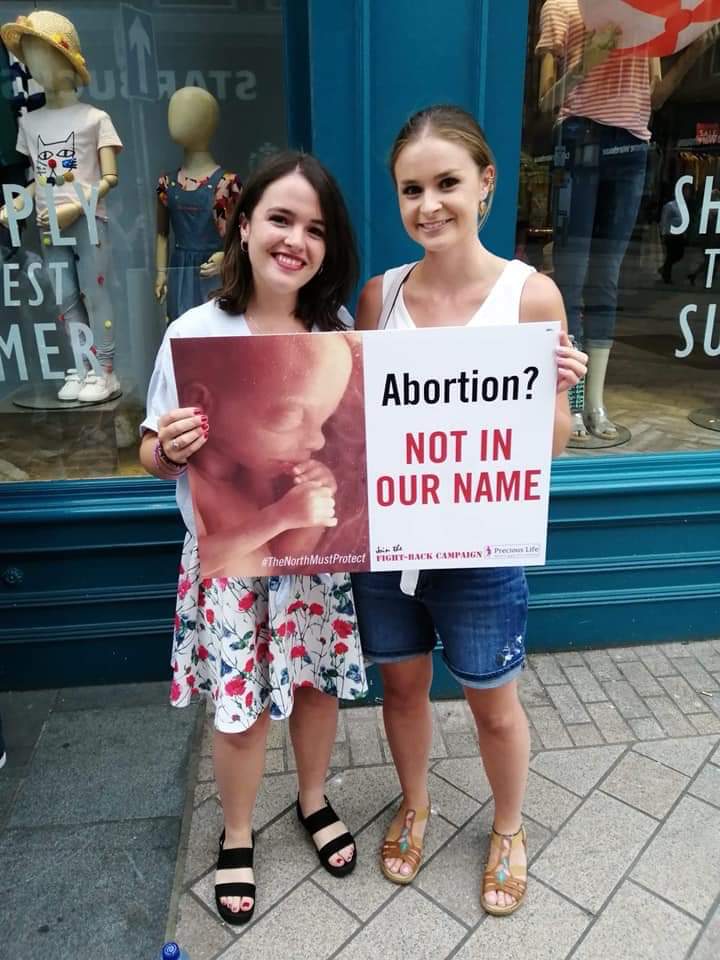 STARBUCKS
PLY
EST
MER
SH
T
SU
SALE
Abortion?
NOT IN
OUR NAME
#TheNorthMustProtect
Join the
FIGHT-BACK CAMPAIGN
Precious Life